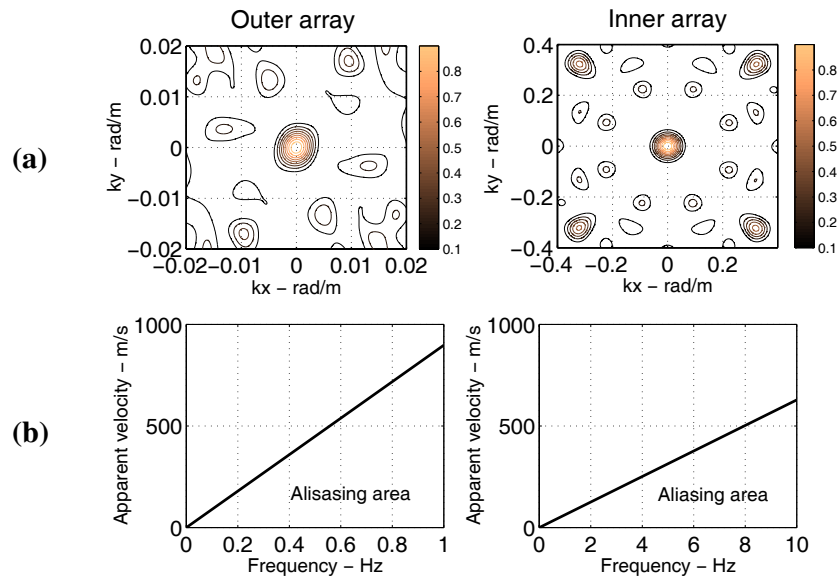 Outer array
Inner array
(a)
ky – rad/m
0.02
0.01
0
−0.01
−0.02
−0.02 −0.01 0 0.01 0.02
kx – rad/m
0.8
0.7
0.6
0.5
0.4
0.3
0.2
0.1
ky – rad/m
0.4
0.2
0
−0.2
−0.4
−0.4 −0.2 0 0.2
kx – rad/m
0.8
0.7
0.6
0.5
0.4
0.3
0.2
0.1
(b)
Apparent velocity – m/s
1000
500
0
Alisasing area
0 0.2 0.4 0.6 0.8 1
Frequency – Hz
Apparent velocity – m/s
1000
500
0
Aliasing area
0 2 4 6 8 10
Frequency – Hz